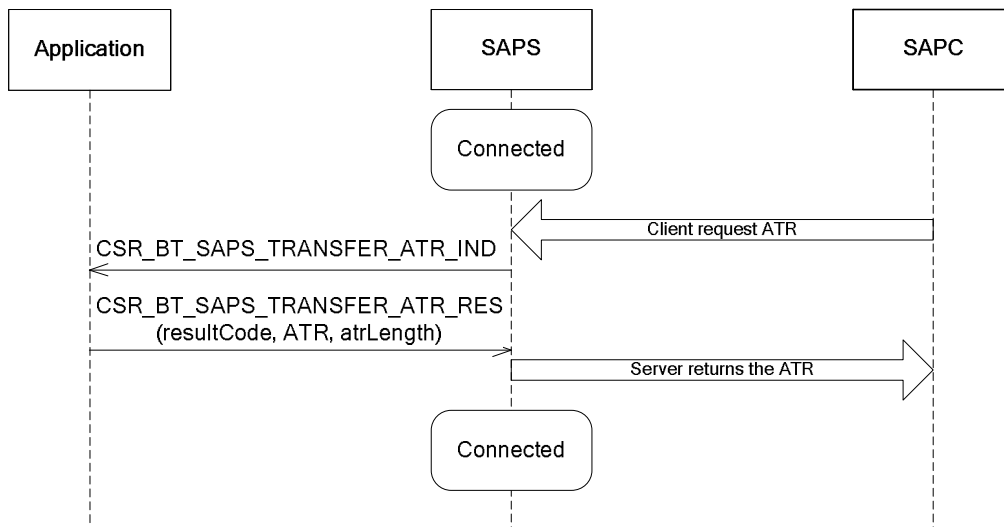 Application
SAPS
SAPC
Connected
Client request ATR
CSR_BT_SAPS_TRANSFER_ATR_IND
CSR_BT_SAPS_TRANSFER_ATR_RES
(resultCode, ATR, atrLength)
Server returns the ATR
Connected